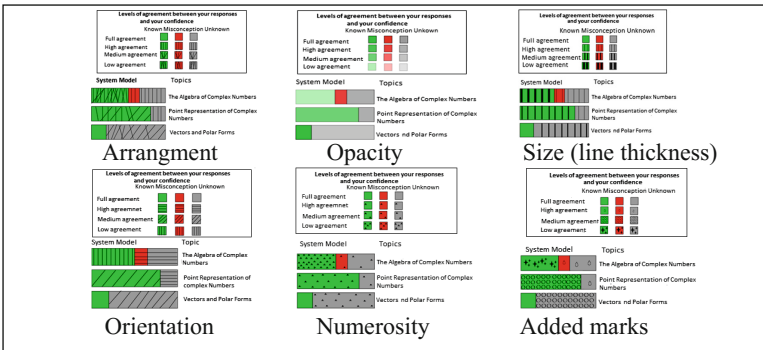 Levels of agreement between your responses
and your confidence
Known Misconception Unknown
Full agreement
High agreement
Medium agreement
Low agreement
System Model Topics
The Algebra of Complex Numbers
Point Representation of Complex
Numbers
Vectors and Polar Forms
Arrangment
Levels of agreement between your responses
and your confidence
Known Misconception Unknown
Full agreement
High agreement
Medium agreement
Low agreement
System Model Topics
The Algebra of Complex Numbers
Point Representation of Complex
Numbers
Vectors nd Polar Forms
Opacity
Levels of agreement between your responses
and your confidence
Known Misconception Unknown
Full agreement
High agreement
Medium agreement
Low agreement
System Model Topics
The Algebra of Complex Numbers
Point Representation of Complex
Numbers
Vectors nd Polar Forms
Size (line thickness)
Levels of agreement between your responses
and your confidence
Known Misconception Unknown
Full agreement
High agreemnet
Medium agreement
Low agreement
System Model Topic
The Algebra of Complex
Numbers
Point Representation of
complex Numbers
Vectors and Polar Forms
Orientation
Levels of agreement between your responses
and your confidence
Known Misconception Unknown
Full agreement
High agreemnet
Medium agreement
Low agreement
System Model Topics
The Algebra of Complex Numbers
Point Representation of Complex
Numbers
Vectors nd Polar Forms
Numerosity
Levels of agreement between your responses
and your confidence
Known Misconception Unknown
Full agreement
High agreement
Medium agreement
Low agreement
System Model Topics
The Algebra of Complex Numbers
Point Representation of Complex
Numbers
Vectors nd Polar Forms
Added marks